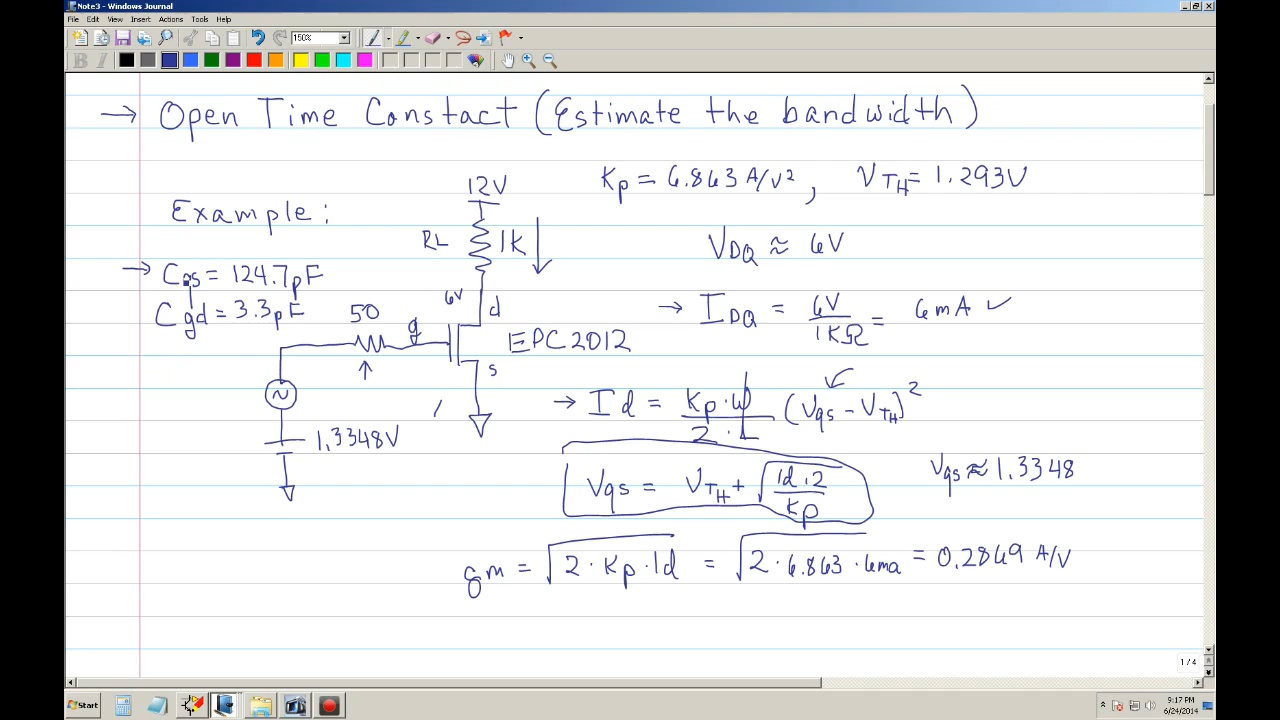 Note3 - Windows Journal
File Edit View Insert Actions Tools Help
150%
B I
→ Open Time Constact (Estimate the bandwidth)
Kp = 6.863 A/V², VTH = 1.293V
12V
Example:
RL 1K
VDQ ≈ 6V
→ Cgs = 124.7pF
Cgd = 3.3pF
6V
d
→ IDQ = 6V / 1KΩ = 6mA ✓
50
g
EPC2012
s
→ Id = Kp · W / 2 · L (Vgs - VTH)²
~
1.3348V
Vgs ≈ 1.3348
Vgs = VTH + √(Id · 2 / Kp)
gm = √(2 · Kp · Id) = √(2 · 6.863 · 6ma) = 0.2869 A/V
1/4
Start
9:17 PM
6/24/2014